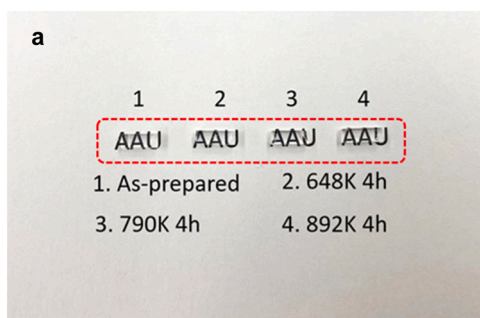 a
1 2 3 4
AAU AAU AAU AAU
1. As-prepared 2. 648K 4h
3. 790K 4h 4. 892K 4h